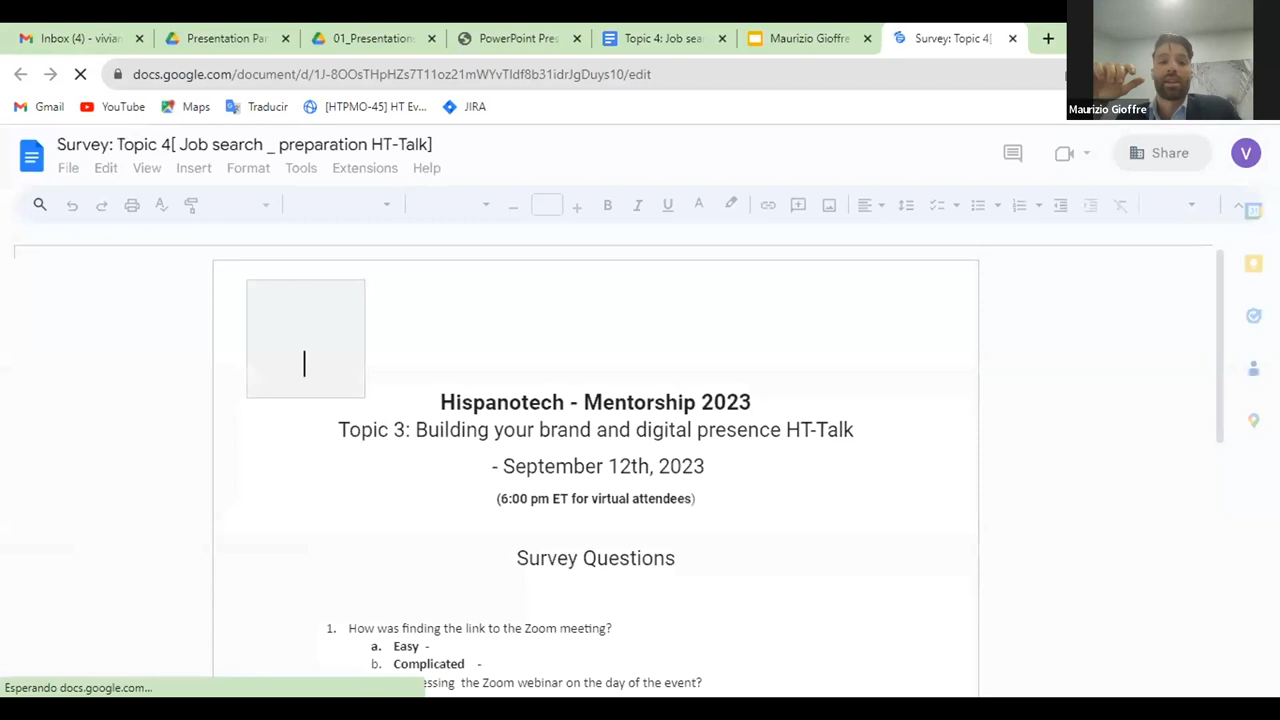 Inbox (4) - vivian
Presentation Par
01_Presentation
PowerPoint Pres
Topic 4: Job sear
Maurizio Gioffre
Survey: Topic 4[
docs.google.com/document/d/1J-8OOsTHpHZs7T11oz21mWYvTIdf8b31idrJgDuys10/edit
Gmail
YouTube
Maps
Traducir
[HTPMO-45] HT Ev...
JIRA
Maurizio Gioffre
Survey: Topic 4[ Job search _ preparation HT-Talk]
File Edit View Insert Format Tools Extensions Help
Share
V
Hispanotech - Mentorship 2023
Topic 3: Building your brand and digital presence HT-Talk
- September 12th, 2023
(6:00 pm ET for virtual attendees)
Survey Questions
1. How was finding the link to the Zoom meeting?
a. Easy -
b. Complicated -
essing the Zoom webinar on the day of the event?
Esperando docs.google.com...